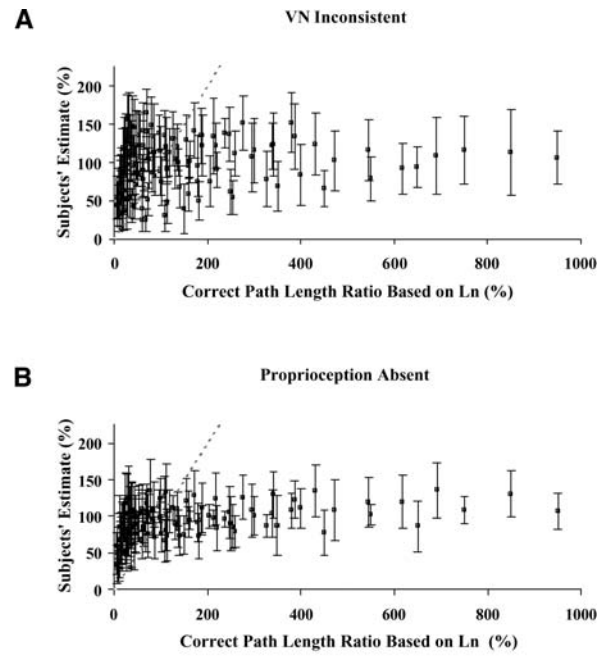 A
VN Inconsistent
Subjects' Estimate (%)
200
150
100
50
0
0 200 400 600 800 1000
Correct Path Length Ratio Based on Ln (%)
B
Proprioception Absent
Subjects' Estimate (%)
200
150
100
50
0
0 200 400 600 800 1000
Correct Path Length Ratio Based on Ln (%)